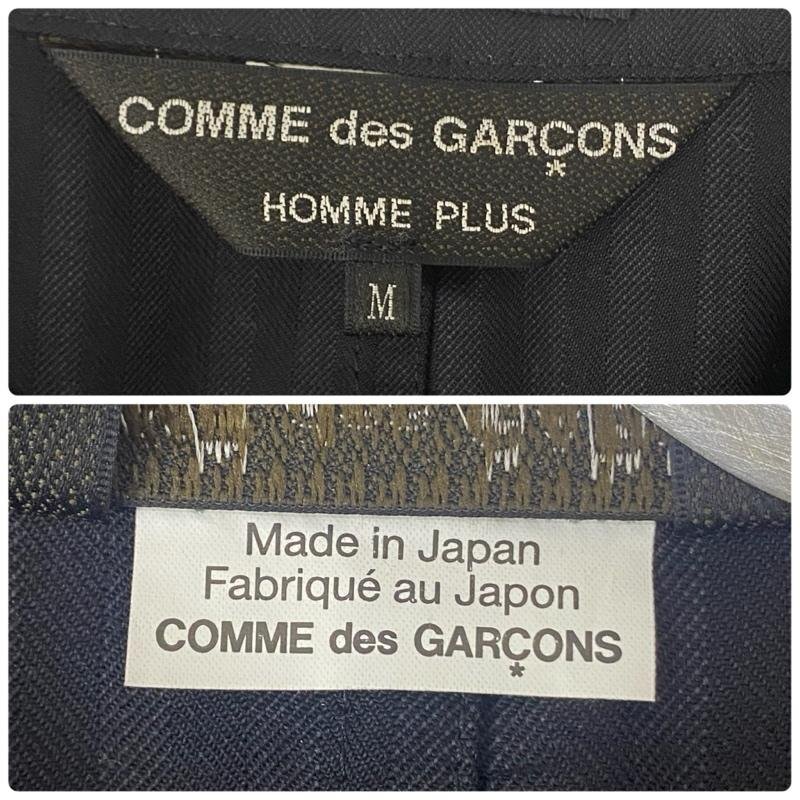 COMME des GARÇONS
*
HOMME PLUS
M
Made in Japan
Fabriqué au Japon
COMME des GARÇONS
*